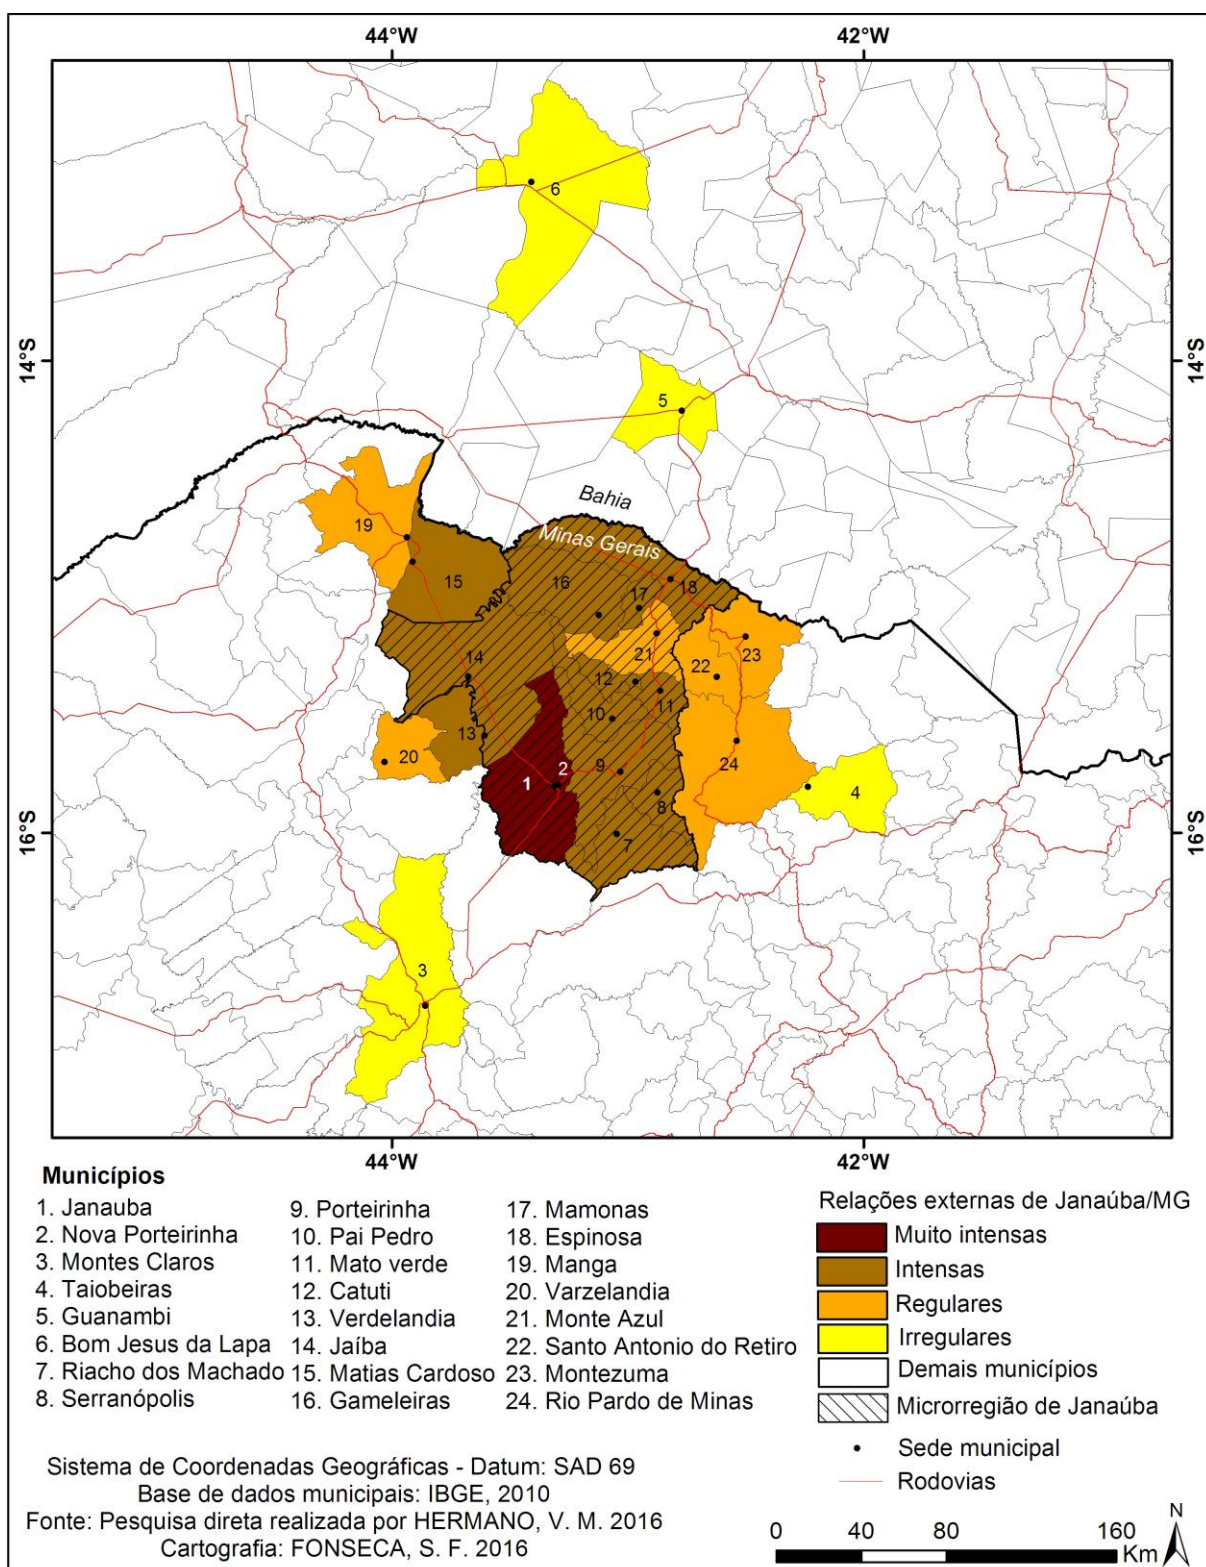 44°W 42°W
6
14°S 14°S
5
Bahia
Minas Gerais
19
15 16 17 18
21 22 23
14
12
11
10
13
20
24
9
2
1
8
4
16°S 16°S
7
3
44°W 42°W
Municípios
1. Janauba
2. Nova Porteirinha
3. Montes Claros
4. Taiobeiras
5. Guanambi
6. Bom Jesus da Lapa
7. Riacho dos Machado
8. Serranópolis
9. Porteirinha
10. Pai Pedro
11. Mato verde
12. Catuti
13. Verdelandia
14. Jaíba
15. Matias Cardoso
16. Gameleiras
17. Mamonas
18. Espinosa
19. Manga
20. Varzelandia
21. Monte Azul
22. Santo Antonio do Retiro
23. Montezuma
24. Rio Pardo de Minas
Relações externas de Janaúba/MG
Muito intensas
Intensas
Regulares
Irregulares
Demais municípios
Microrregião de Janaúba
Sede municipal
Rodovias
Sistema de Coordenadas Geográficas - Datum: SAD 69
Base de dados municipais: IBGE, 2010
Fonte: Pesquisa direta realizada por HERMANO, V. M. 2016
Cartografia: FONSECA, S. F. 2016
0 40 80 160
Km
N